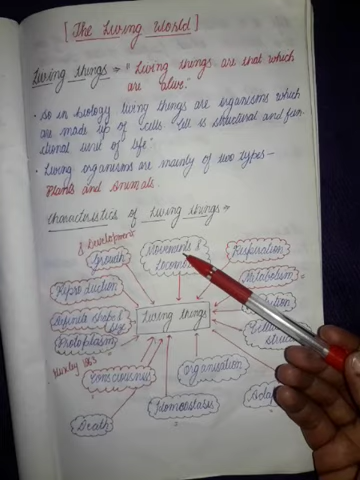 [ The Living World ]
Living things → "Living things are that which
are alive."
• So in biology living things are organisms which
are made up of cells. Cell is structural and fun-
ctional unit of life.
• Living organisms are mainly of two types-
Plants and Animals.
Characteristics of Living things→
& Development
Growth
Movements &
Locomo
Respiration
Metabolism
Reproduction
Definite shape &
size
Living things
Protoplasm
Huxley 1863
Consciousness
Organisation
Homeostasis
Death